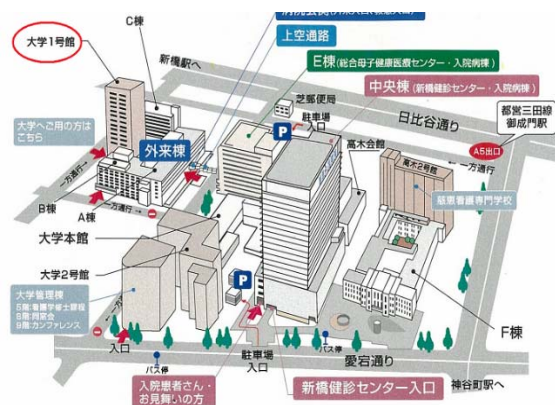 C棟
大学1号館
上空通路
新橋駅へ
E棟(総合母子健康医療センター・入院病棟)
中央棟(新橋健診センター・入院病棟)
芝郵便局
P
駐車場
入口
日比谷通り
都営三田線
御成門駅
A5出口
大学へご用の方は
こちら
外来棟
高木会館
高木2号館
←一方通行
慈恵看護専門学校
一方通行→
B棟
A棟
一方通行→
大学本館
大学2号館
P
大学管理棟
5階:看護学修士課程
8階:同窓会
9階:カンファレンス
一方通行→
F棟
入口
バス停
駐車場
入口
バス停
愛宕通り
入院患者さん・
お見舞いの方
新橋健診センター入口
神谷町駅へ